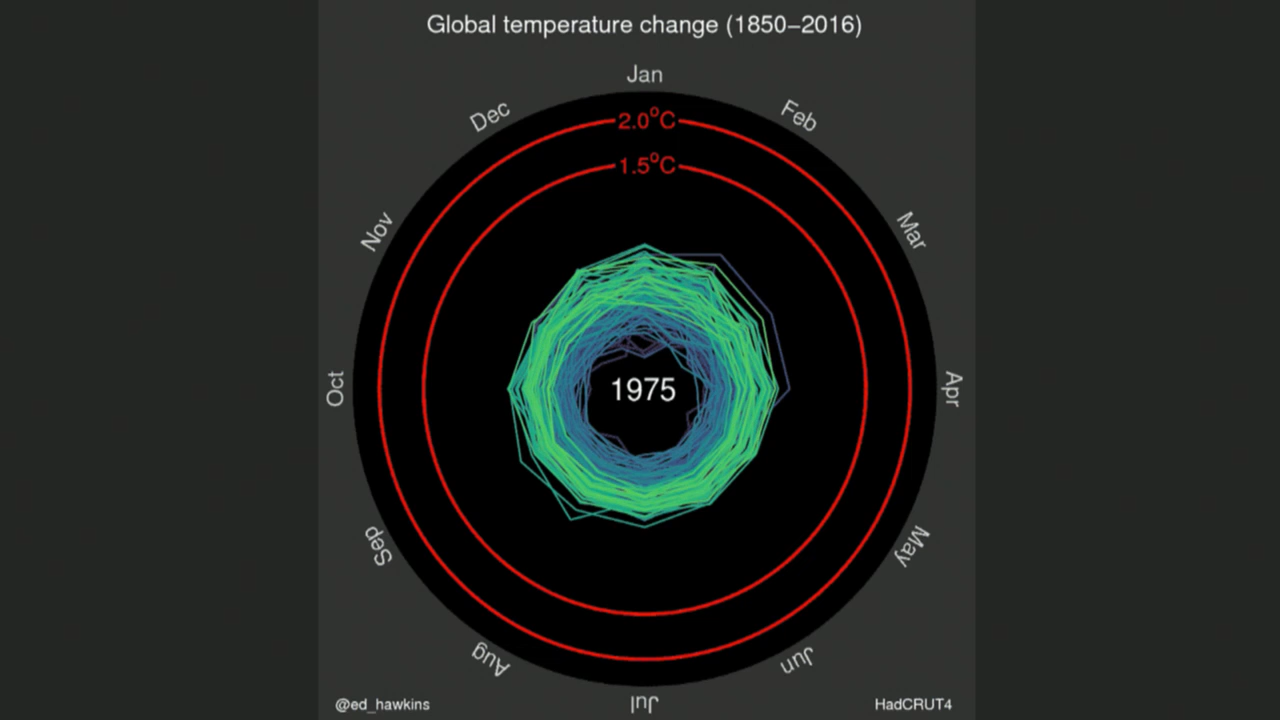 Global temperature change (1850–2016)
Jan
Feb
Mar
Apr
May
Jun
Jul
Aug
Sep
Oct
Nov
Dec
2.0°C
1.5°C
1975
@ed_hawkins
HadCRUT4